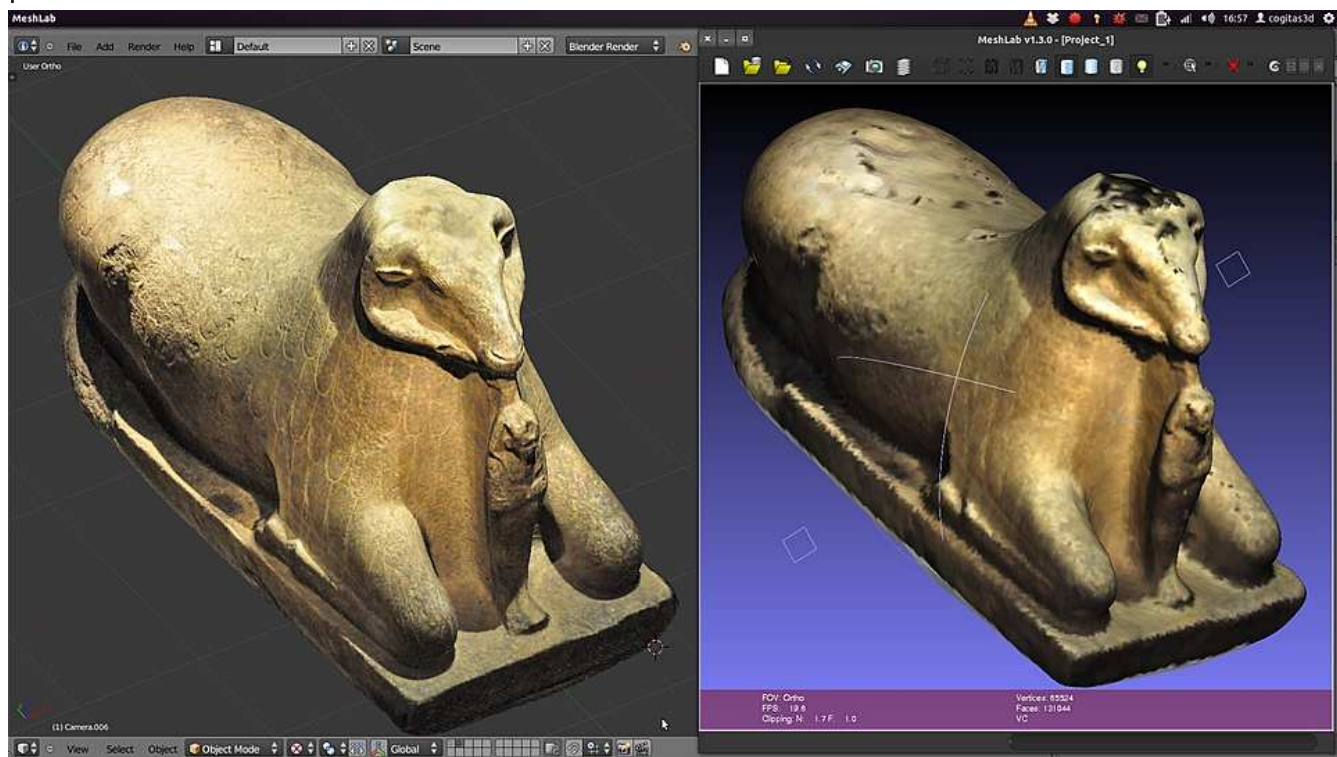 MeshLab
16:57 cogitas3d
File Add Render Help Default Scene Blender Render
MeshLab v1.3.0 - [Project_1]
User Ortho
FOV: Ortho
FPS: 19.6
Clipping: N: 1.7 F: 1.0
Vertices: 65524
Faces: 131044
VC
(1) Camera.006
View Select Object Object Mode Global